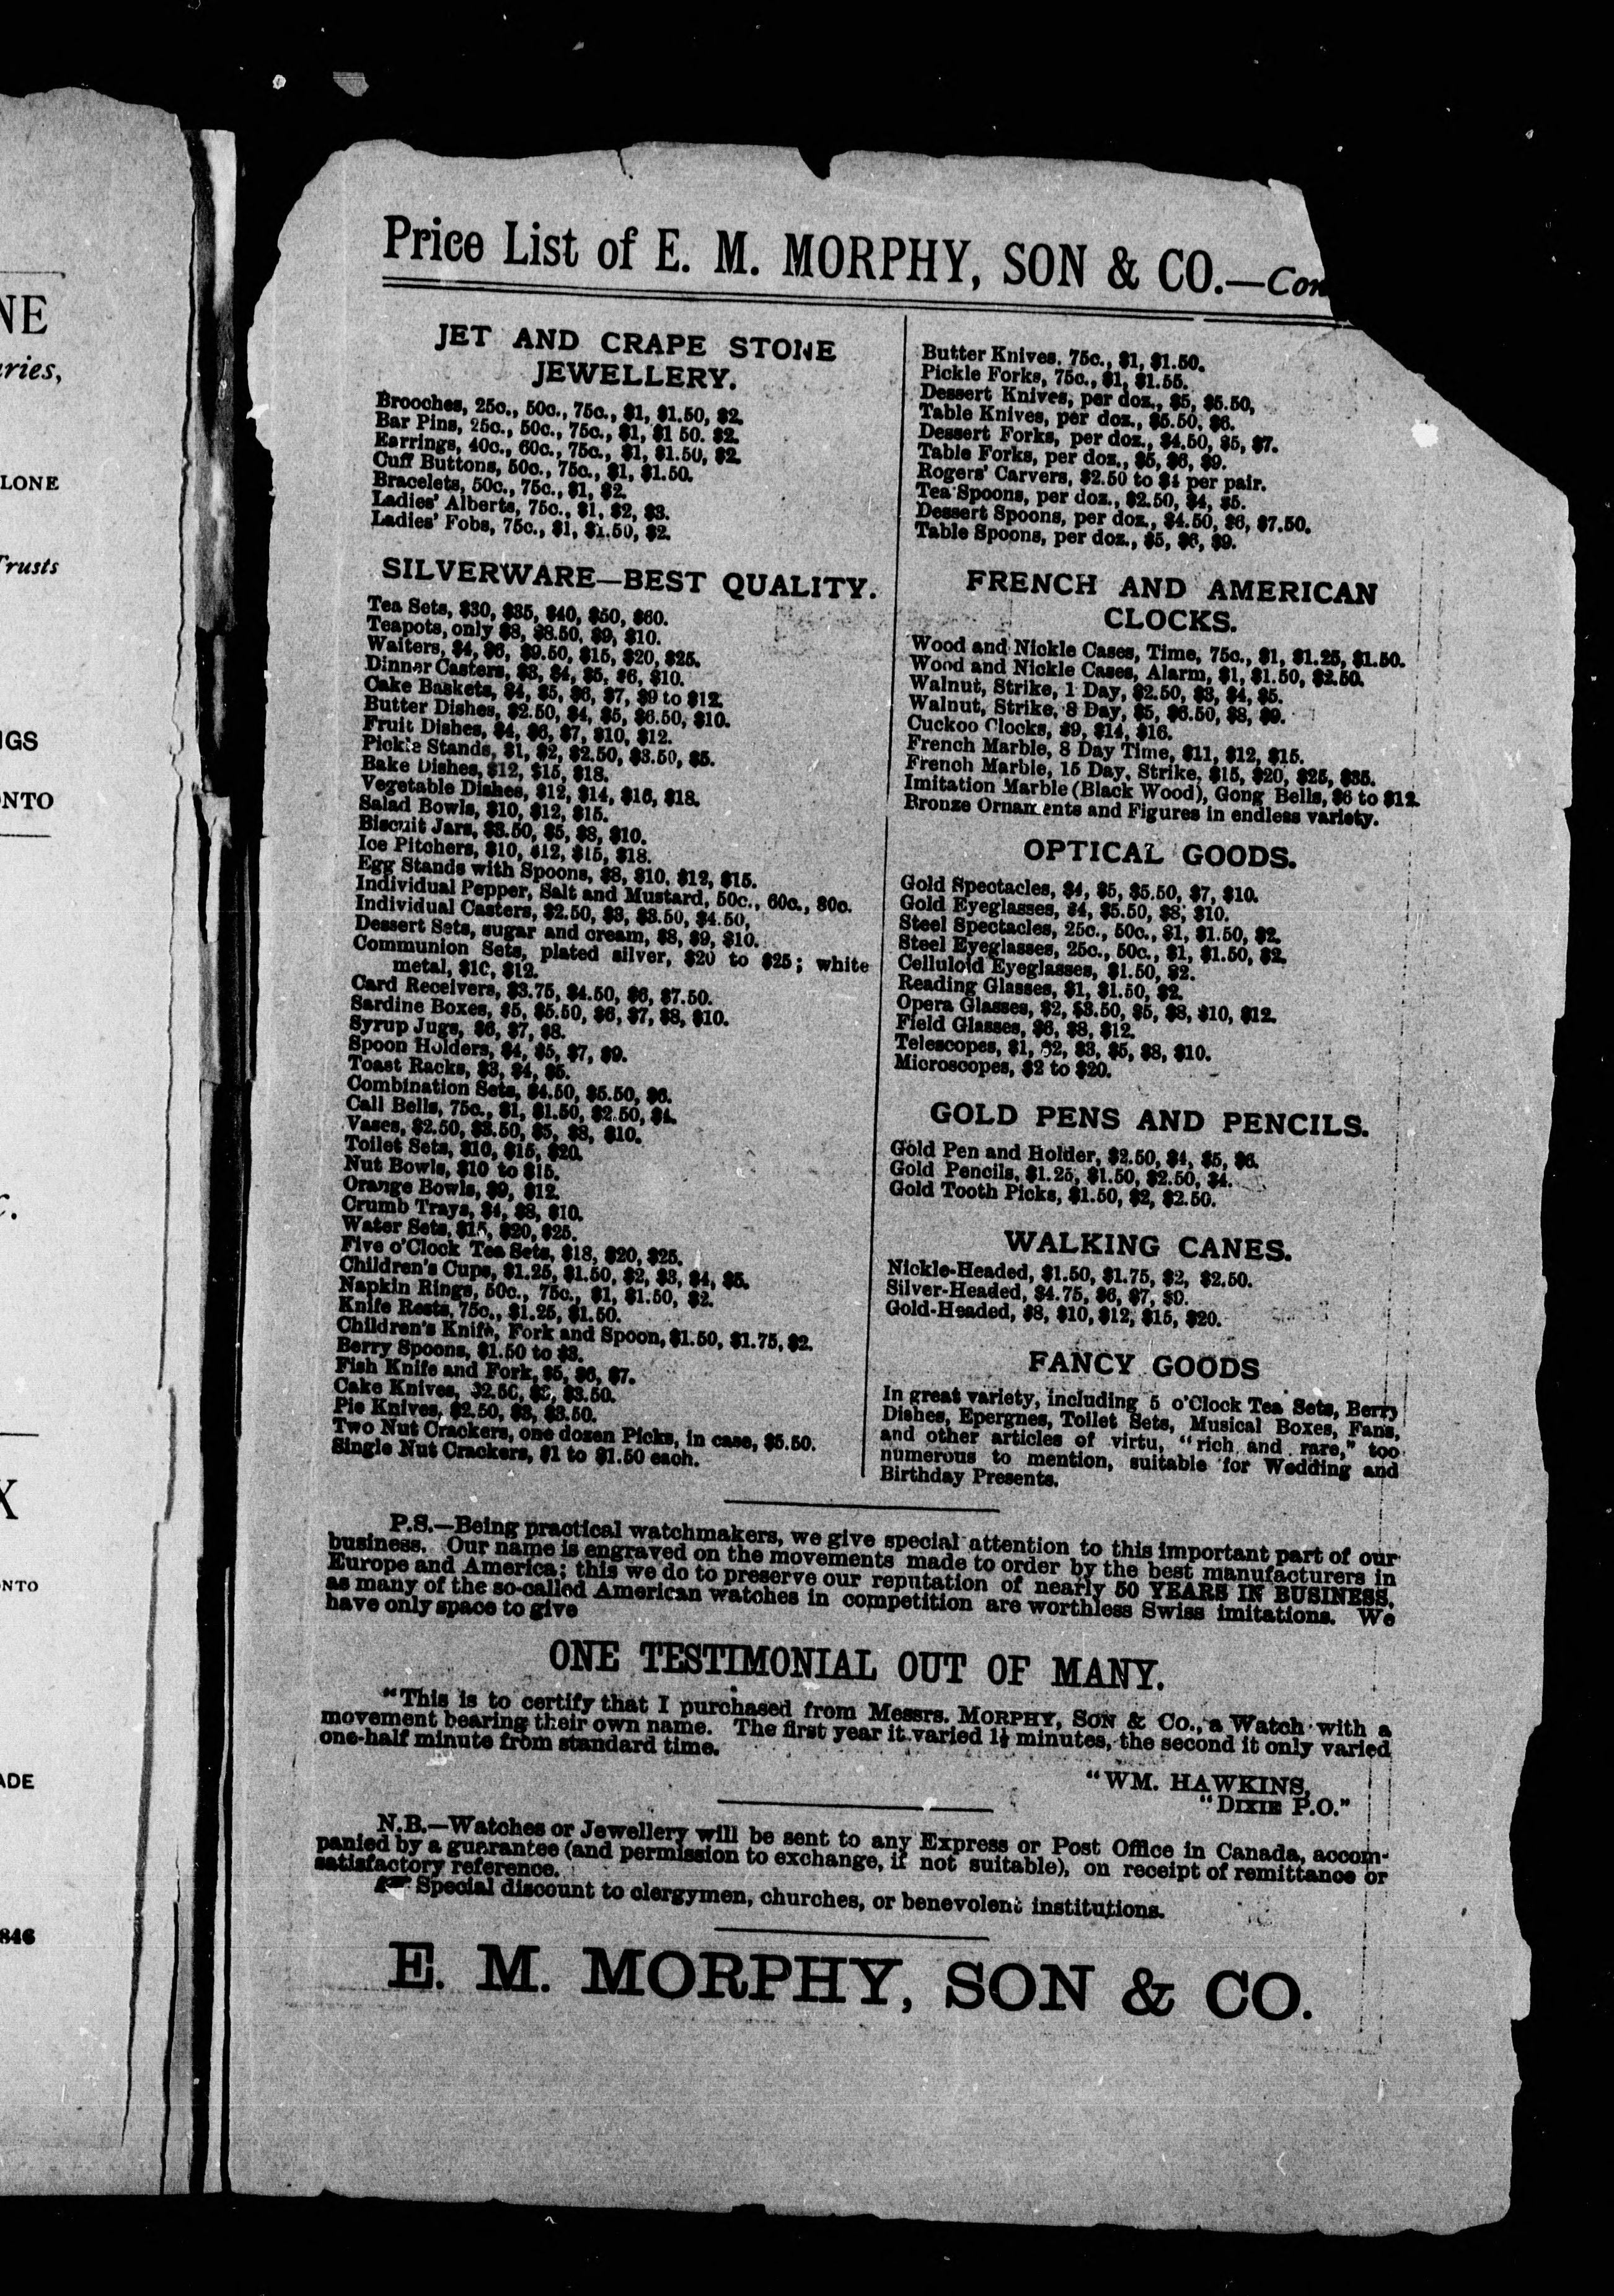 NE
ries,
LONE
Trusts
GS
NTO
NTO
ADE
846
Price List of E. M. MORPHY, SON & CO.—Con
JET AND CRAPE STONE
JEWELLERY.
Brooches, 25c., 50c., 75c., $1, $1.50, $2.
Bar Pins, 25c., 50c., 75c., $1, $1 50. $2.
Earrings, 40c., 60c., 75c., $1, $1.50, $2.
Cuff Buttons, 50c., 75c., $1, $1.50.
Bracelets, 50c., 75c., $1, $2.
Ladies' Alberts, 75c., $1, $2, $3.
Ladies' Fobs, 75c., $1, $1.50, $2.
SILVERWARE—BEST QUALITY.
Tea Sets, $30, $35, $40, $50, $60.
Teapots, only $8, $8.50, $9, $10.
Waiters, $4, $6, $9.50, $15, $20, $25.
Dinner Casters, $3, $4, $5, $6, $10.
Cake Baskets, $4, $5, $6, $7, $9 to $12.
Butter Dishes, $2.50, $4, $5, $6.50, $10.
Fruit Dishes, $4, $6, $7, $10, $12.
Pickle Stands, $1, $2, $2.50, $3.50, $5.
Bake Dishes, $12, $15, $18.
Vegetable Dishes, $12, $14, $16, $18.
Salad Bowls, $10, $12, $15.
Biscuit Jars, $3.50, $5, $8, $10.
Ice Pitchers, $10, $12, $15, $18.
Egg Stands with Spoons, $8, $10, $12, $15.
Individual Pepper, Salt and Mustard, 50c., 60c., 80c.
Individual Casters, $2.50, $3, $3.50, $4.50,
Dessert Sets, sugar and cream, $8, $9, $10.
Communion Sets, plated silver, $20 to $25; white
metal, $10, $12.
Card Receivers, $3.75, $4.50, $6, $7.50.
Sardine Boxes, $5, $5.50, $6, $7, $8, $10.
Syrup Jugs, $6, $7, $8.
Spoon Holders, $4, $5, $7, $9.
Toast Racks, $3, $4, $5.
Combination Sets, $4.50, $5.50, $6.
Call Bells, 75c., $1, $1.50, $2.50, $4.
Vases, $2.50, $3.50, $5, $8, $10.
Toilet Sets, $10, $15, $20.
Nut Bowls, $10 to $15.
Orange Bowls, $9, $12.
Crumb Trays, $4, $8, $10.
Water Sets, $15, $20, $25.
Five o'Clock Tea Sets, $18, $20, $25.
Children's Cups, $1.25, $1.50, $2, $3, $4, $5.
Napkin Rings, 50c., 75c., $1, $1.50, $2.
Knife Rests, 75c., $1.25, $1.50.
Children's Knife, Fork and Spoon, $1.50, $1.75, $2.
Berry Spoons, $1.50 to $3.
Fish Knife and Fork, $5, $6, $7.
Cake Knives, $2.50, $3, $3.50.
Pie Knives, $2.50, $3, $3.50.
Two Nut Crackers, one dozen Picks, in case, $5.50.
Single Nut Crackers, $1 to $1.50 each.
Butter Knives, 75c., $1, $1.50.
Pickle Forks, 75c., $1, $1.55.
Dessert Knives, per doz., $5, $5.50,
Table Knives, per doz., $5.50, $6.
Dessert Forks, per doz., $4.50, $5, $7.
Table Forks, per doz., $5, $6, $9.
Rogers' Carvers, $2.50 to $4 per pair.
Tea Spoons, per doz., $2.50, $4, $5.
Dessert Spoons, per doz., $4.50, $6, $7.50.
Table Spoons, per doz., $5, $6, $9.
FRENCH AND AMERICAN
CLOCKS.
Wood and Nickle Cases, Time, 75c., $1, $1.25, $1.50.
Wood and Nickle Cases, Alarm, $1, $1.50, $2.50.
Walnut, Strike, 1 Day, $2.50, $3, $4, $5.
Walnut, Strike, 8 Day, $5, $6.50, $8, $9.
Cuckoo Clocks, $9, $14, $16.
French Marble, 8 Day Time, $11, $12, $15.
French Marble, 15 Day, Strike, $15, $20, $25, $35.
Imitation Marble (Black Wood), Gong Bells, $6 to $12.
Bronze Ornaments and Figures in endless variety.
OPTICAL GOODS.
Gold Spectacles, $4, $5, $5.50, $7, $10.
Gold Eyeglasses, $4, $5.50, $8, $10.
Steel Spectacles, 25c., 50c., $1, $1.50, $2.
Steel Eyeglasses, 25c., 50c., $1, $1.50, $2.
Celluloid Eyeglasses, $1.50, $2.
Reading Glasses, $1, $1.50, $2.
Opera Glasses, $2, $3.50, $5, $8, $10, $12.
Field Glasses, $6, $8, $12.
Telescopes, $1, $2, $3, $5, $8, $10.
Microscopes, $2 to $20.
GOLD PENS AND PENCILS.
Gold Pen and Holder, $2.50, $4, $5, $6.
Gold Pencils, $1.25, $1.50, $2.50, $4.
Gold Tooth Picks, $1.50, $2, $2.50.
WALKING CANES.
Nickle-Headed, $1.50, $1.75, $2, $2.50.
Silver-Headed, $4.75, $6, $7, $9.
Gold-Headed, $8, $10, $12, $15, $20.
FANCY GOODS
In great variety, including 5 o'Clock Tea Sets, Berry
Dishes, Epergnes, Toilet Sets, Musical Boxes, Fans,
and other articles of virtu, "rich and rare," too
numerous to mention, suitable for Wedding and
Birthday Presents.
P.S.—Being practical watchmakers, we give special attention to this important part of our
business. Our name is engraved on the movements made to order by the best manufacturers in
Europe and America; this we do to preserve our reputation of nearly 50 YEARS IN BUSINESS,
as many of the so-called American watches in competition are worthless Swiss imitations. We
have only space to give
ONE TESTIMONIAL OUT OF MANY.
"This is to certify that I purchased from Messrs. MORPHY, SON & CO., a Watch with a
movement bearing their own name. The first year it varied 1½ minutes, the second it only varied
one-half minute from standard time.
"WM. HAWKINS,
"DIXIE P.O."
N.B.—Watches or Jewellery will be sent to any Express or Post Office in Canada, accom-
panied by a guarantee (and permission to exchange, if not suitable), on receipt of remittance or
satisfactory reference.
☞ Special discount to clergymen, churches, or benevolent institutions.
E. M. MORPHY, SON & CO.